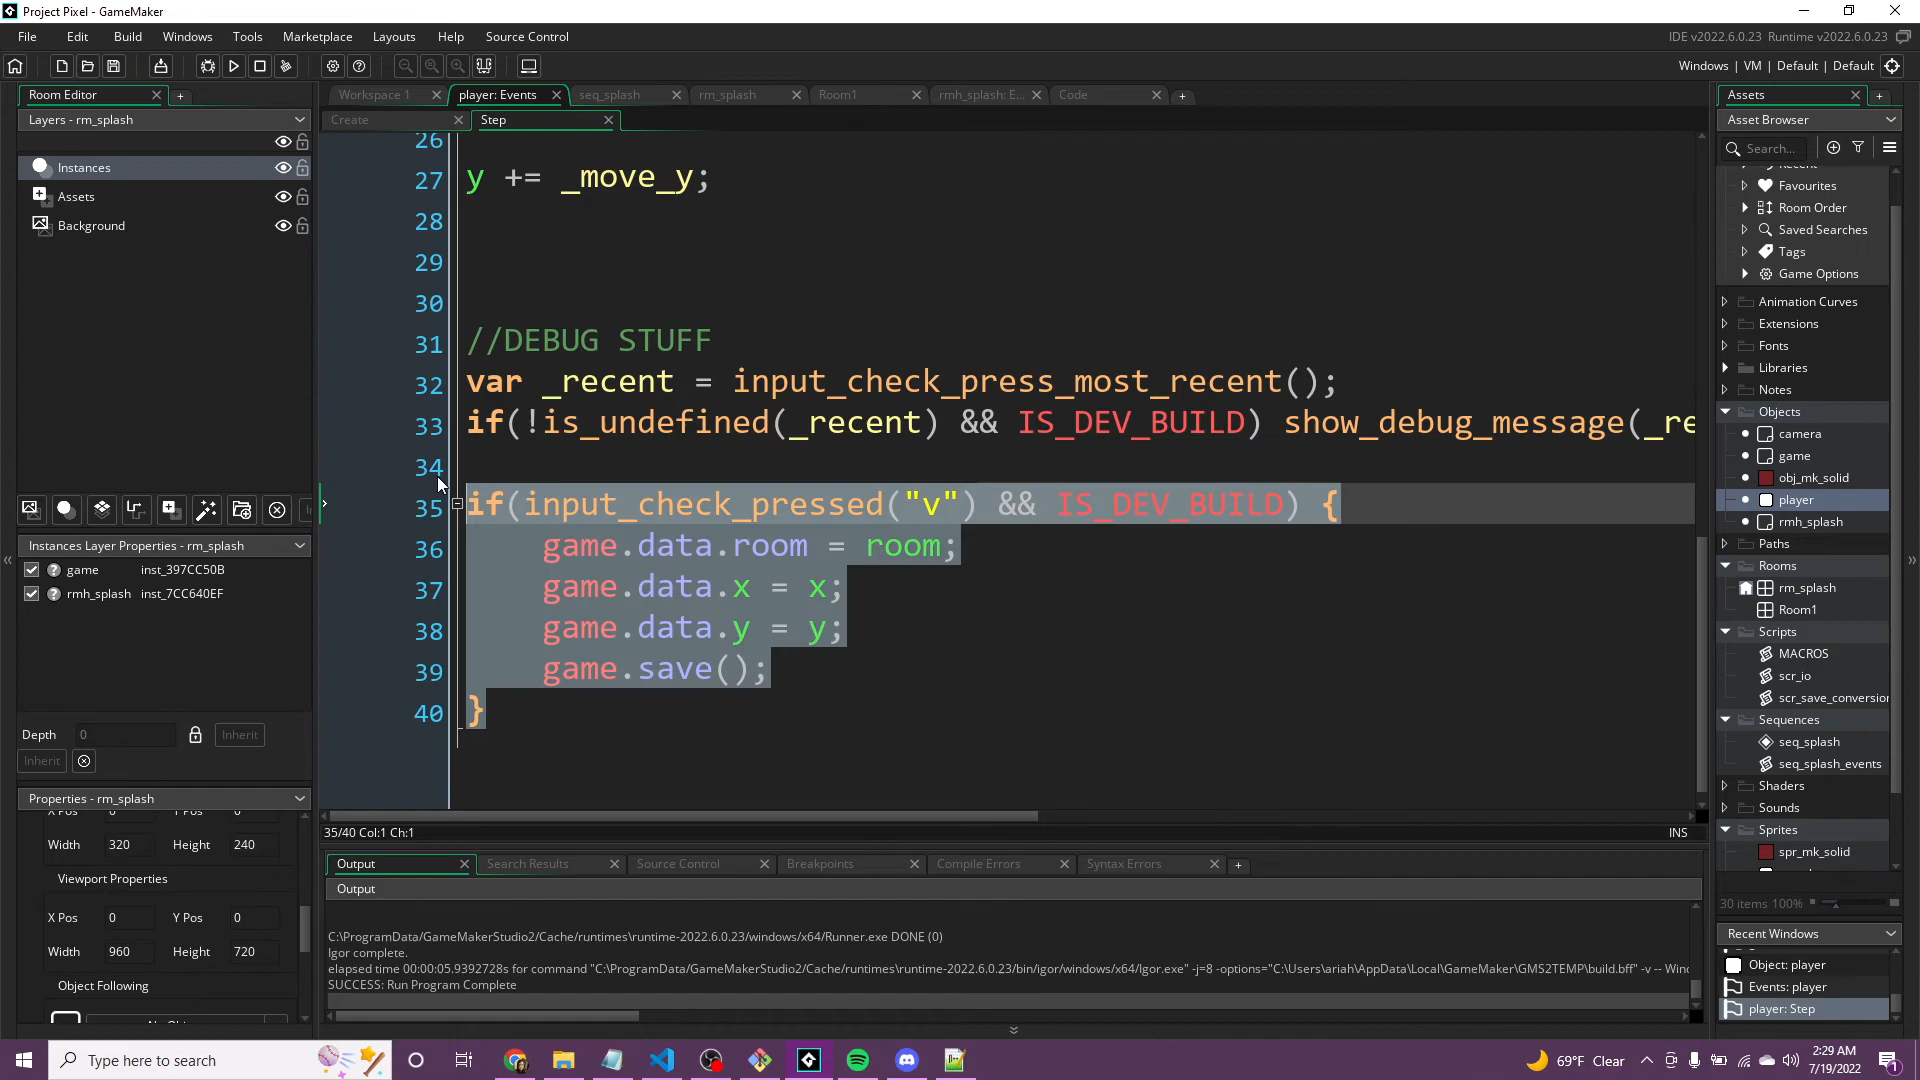 Project Pixel - GameMaker
File Edit Build Windows Tools Marketplace Layouts Help Source Control
IDE v2022.6.0.23 Runtime v2022.6.0.23
Windows | VM | Default | Default
Room Editor
Layers - rm_splash
Instances
Assets
Background
Instances Layer Properties - rm_splash
game inst_397CC50B
rmh_splash inst_7CC640EF
Depth 0 Inherit
Inherit
Properties - rm_splash
Width 320 Height 240
Viewport Properties
X Pos 0 Y Pos 0
Width 960 Height 720
Object Following
Workspace 1 player: Events seq_splash rm_splash Room1 rmh_splash: E... Code
Create Step
26
27 y += _move_y;
28
29
30
31 //DEBUG STUFF
32 var _recent = input_check_press_most_recent();
33 if(!is_undefined(_recent) && IS_DEV_BUILD) show_debug_message(_re
34
35 if(input_check_pressed("v") && IS_DEV_BUILD) {
36 game.data.room = room;
37 game.data.x = x;
38 game.data.y = y;
39 game.save();
40 }
35/40 Col:1 Ch:1 INS
Output Search Results Source Control Breakpoints Compile Errors Syntax Errors
Output
C:\ProgramData/GameMakerStudio2/Cache/runtimes\runtime-2022.6.0.23/windows/x64/Runner.exe DONE (0)
Igor complete.
elapsed time 00:00:05.9392728s for command "C:\ProgramData/GameMakerStudio2/Cache/runtimes\runtime-2022.6.0.23/bin/igor/windows/x64/Igor.exe" -j=8 -options="C:\Users\ariah\AppData\Local\GameMaker\GMS2TEMP\build.bff" -v -- Winc
SUCCESS: Run Program Complete
Assets
Asset Browser
Search...
Favourites
Room Order
Saved Searches
Tags
Game Options
Animation Curves
Extensions
Fonts
Libraries
Notes
Objects
camera
game
obj_mk_solid
player
rmh_splash
Paths
Rooms
rm_splash
Room1
Scripts
MACROS
scr_io
scr_save_conversion
Sequences
seq_splash
seq_splash_events
Shaders
Sounds
Sprites
spr_mk_solid
30 items 100%
Recent Windows
Object: player
Events: player
player: Step
Type here to search
69°F Clear
2:29 AM
7/19/2022
1